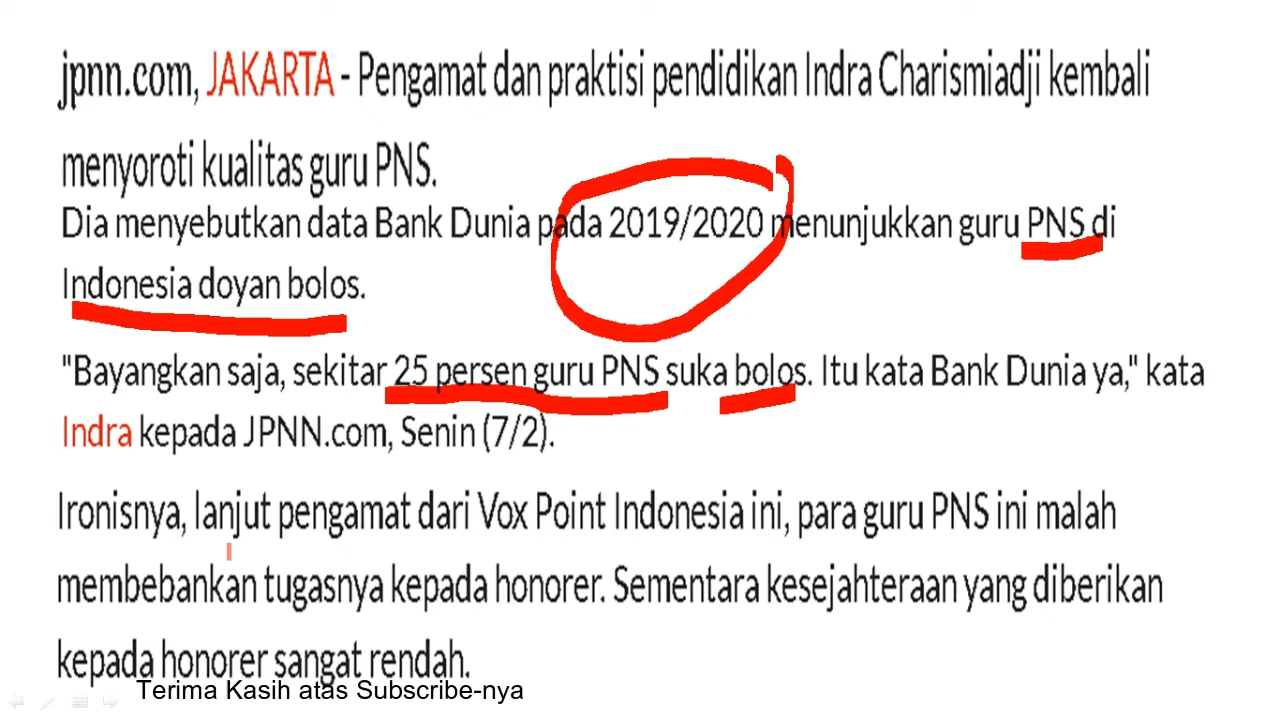 jpnn.com, JAKARTA - Pengamat dan praktisi pendidikan Indra Charismiadji kembali
menyoroti kualitas guru PNS.
Dia menyebutkan data Bank Dunia pada 2019/2020 menunjukkan guru PNS di
Indonesia doyan bolos.
"Bayangkan saja, sekitar 25 persen guru PNS suka bolos. Itu kata Bank Dunia ya," kata
Indra kepada JPNN.com, Senin (7/2).
Ironisnya, lanjut pengamat dari Vox Point Indonesia ini, para guru PNS ini malah
membebankan tugasnya kepada honorer. Sementara kesejahteraan yang diberikan
kepada honorer sangat rendah.
Terima Kasih atas Subscribe-nya